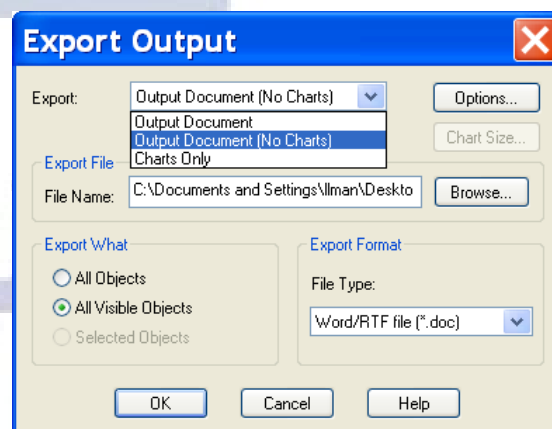 Export Output
Export: Output Document (No Charts) Options...
Output Document
Output Document (No Charts) Chart Size...
Charts Only
Export File
File Name: C:\Documents and Settings\Ilman\Deskto Browse...
Export What Export Format
All Objects File Type:
All Visible Objects Word/RTF file (*.doc)
Selected Objects
OK Cancel Help